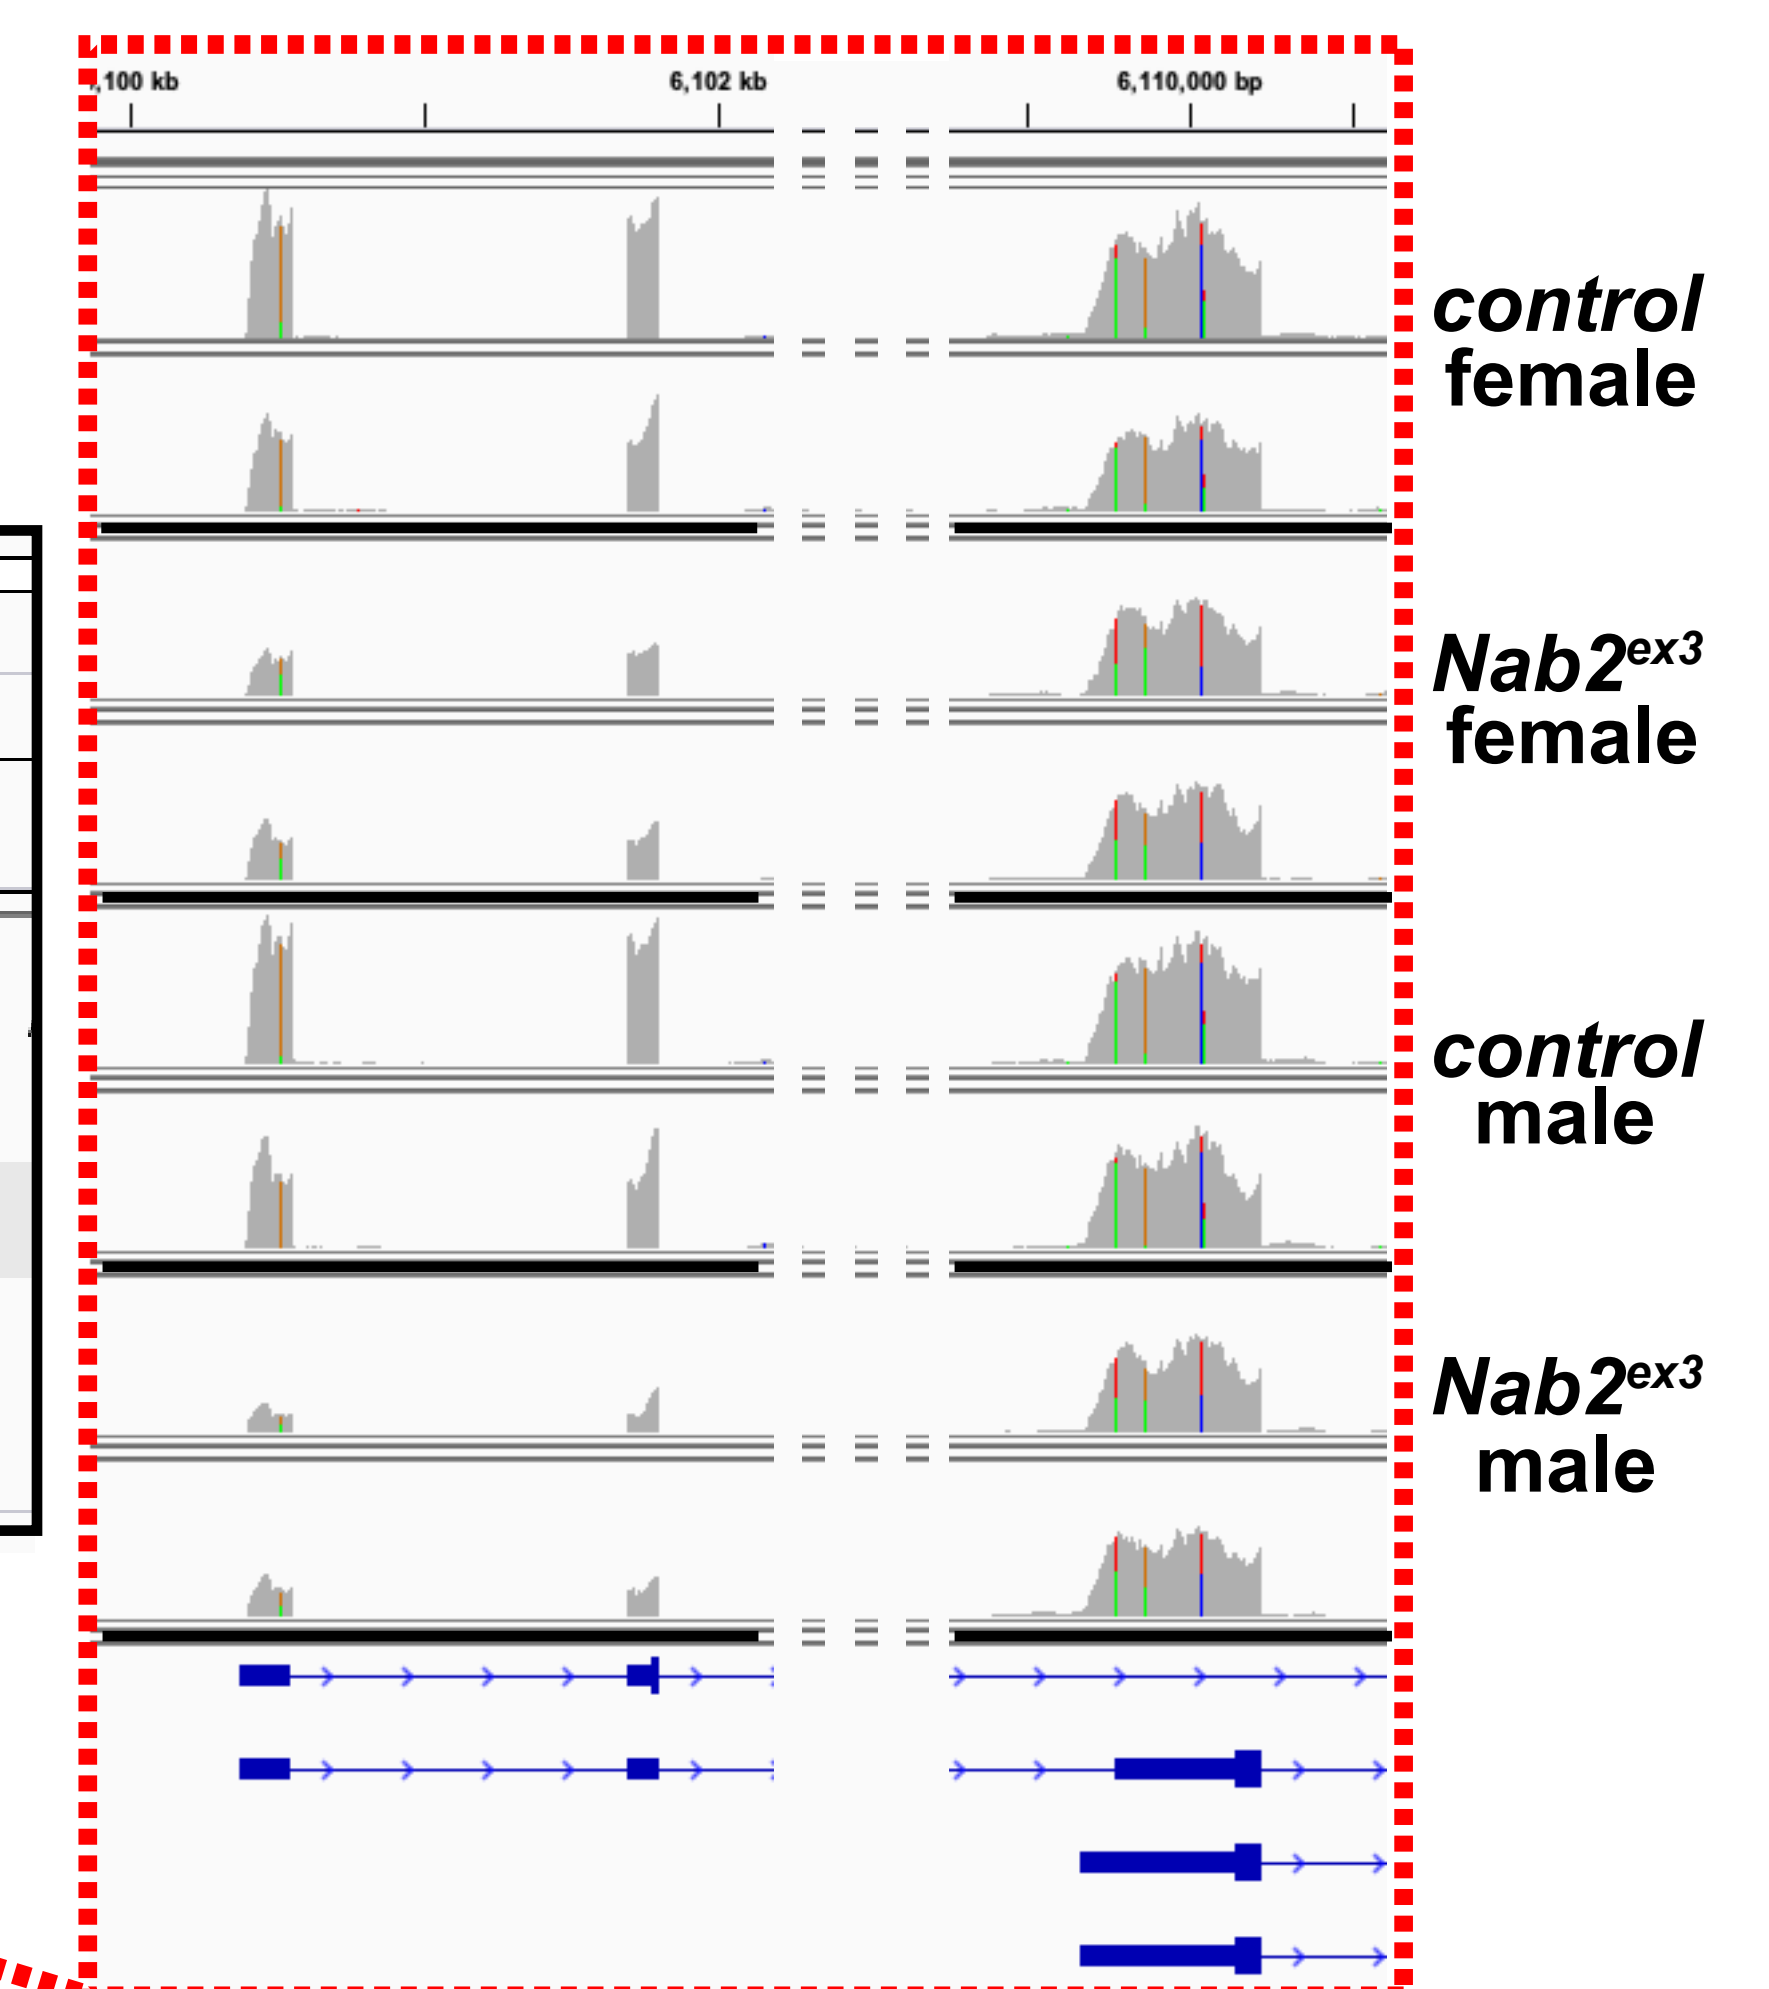 ,100 kb 6,102 kb 6,110,000 bp
control
female
Nab2ex3
female
control
male
Nab2ex3
male